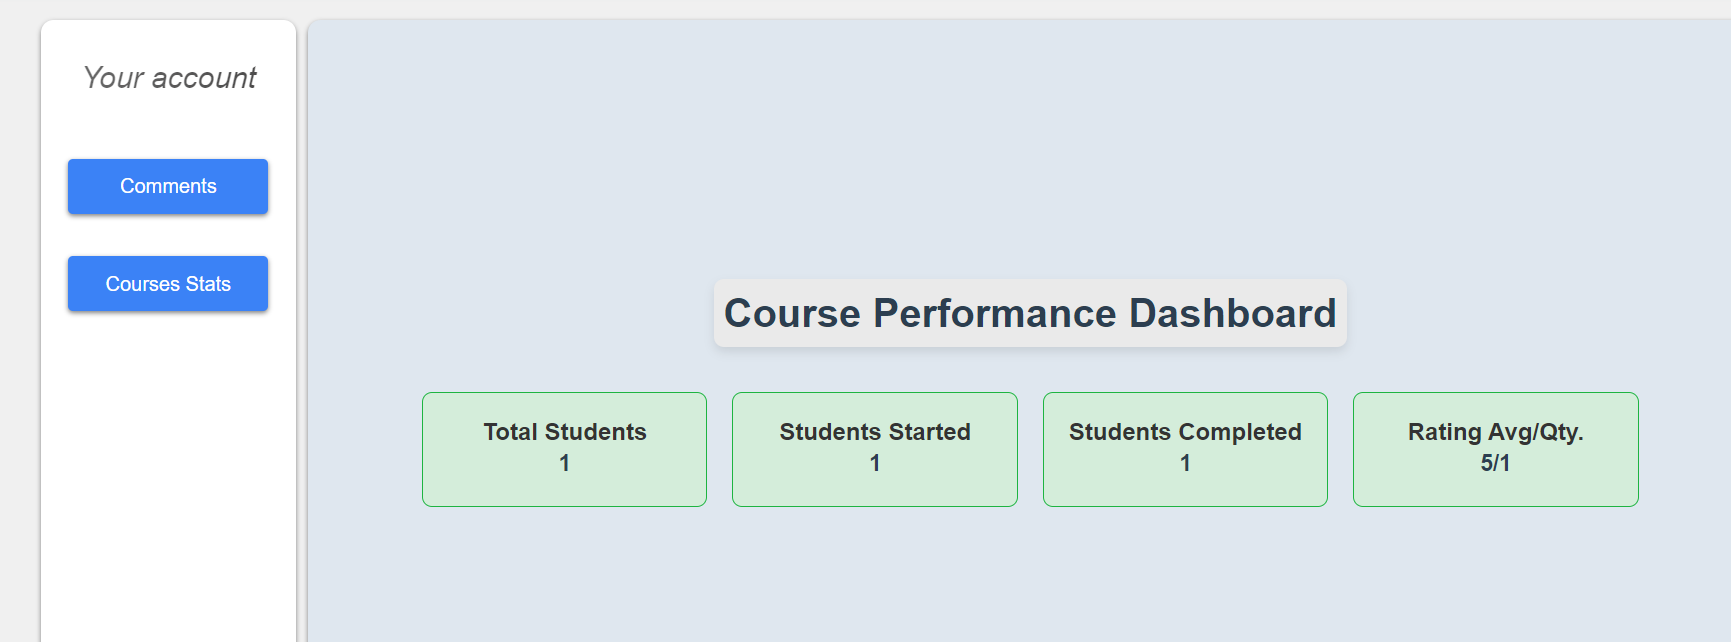 Your account
Comments
Courses Stats
Course Performance Dashboard
Total Students
1
Students Started
1
Students Completed
1
Rating Avg/Qty.
5/1